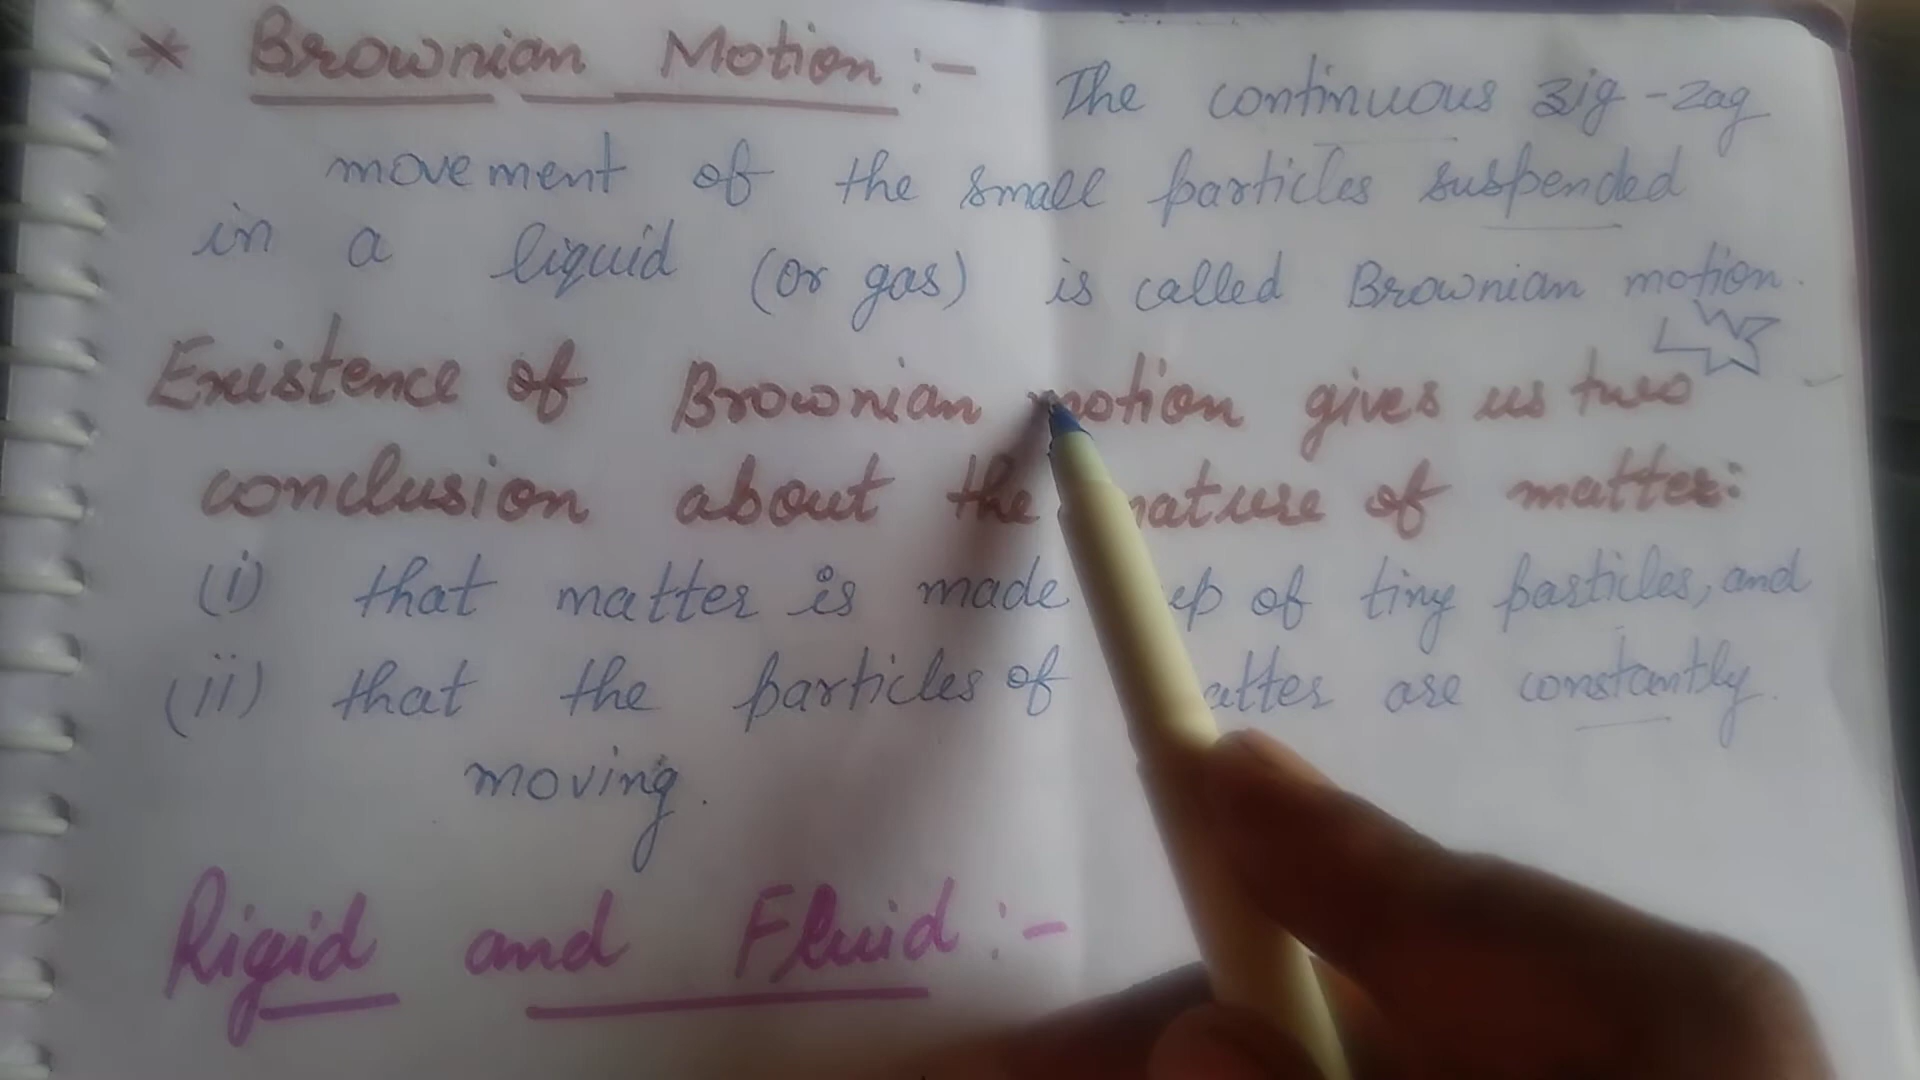 * Brownian Motion :- The continuous zig-zag
movement of the small particles suspended
in a liquid (or gas) is called Brownian motion.
Existence of Brownian motion gives us two
conclusion about the nature of matter:
(i) that matter is made up of tiny particles, and
(ii) that the particles of matter are constantly
moving.
Rigid and Fluid :-